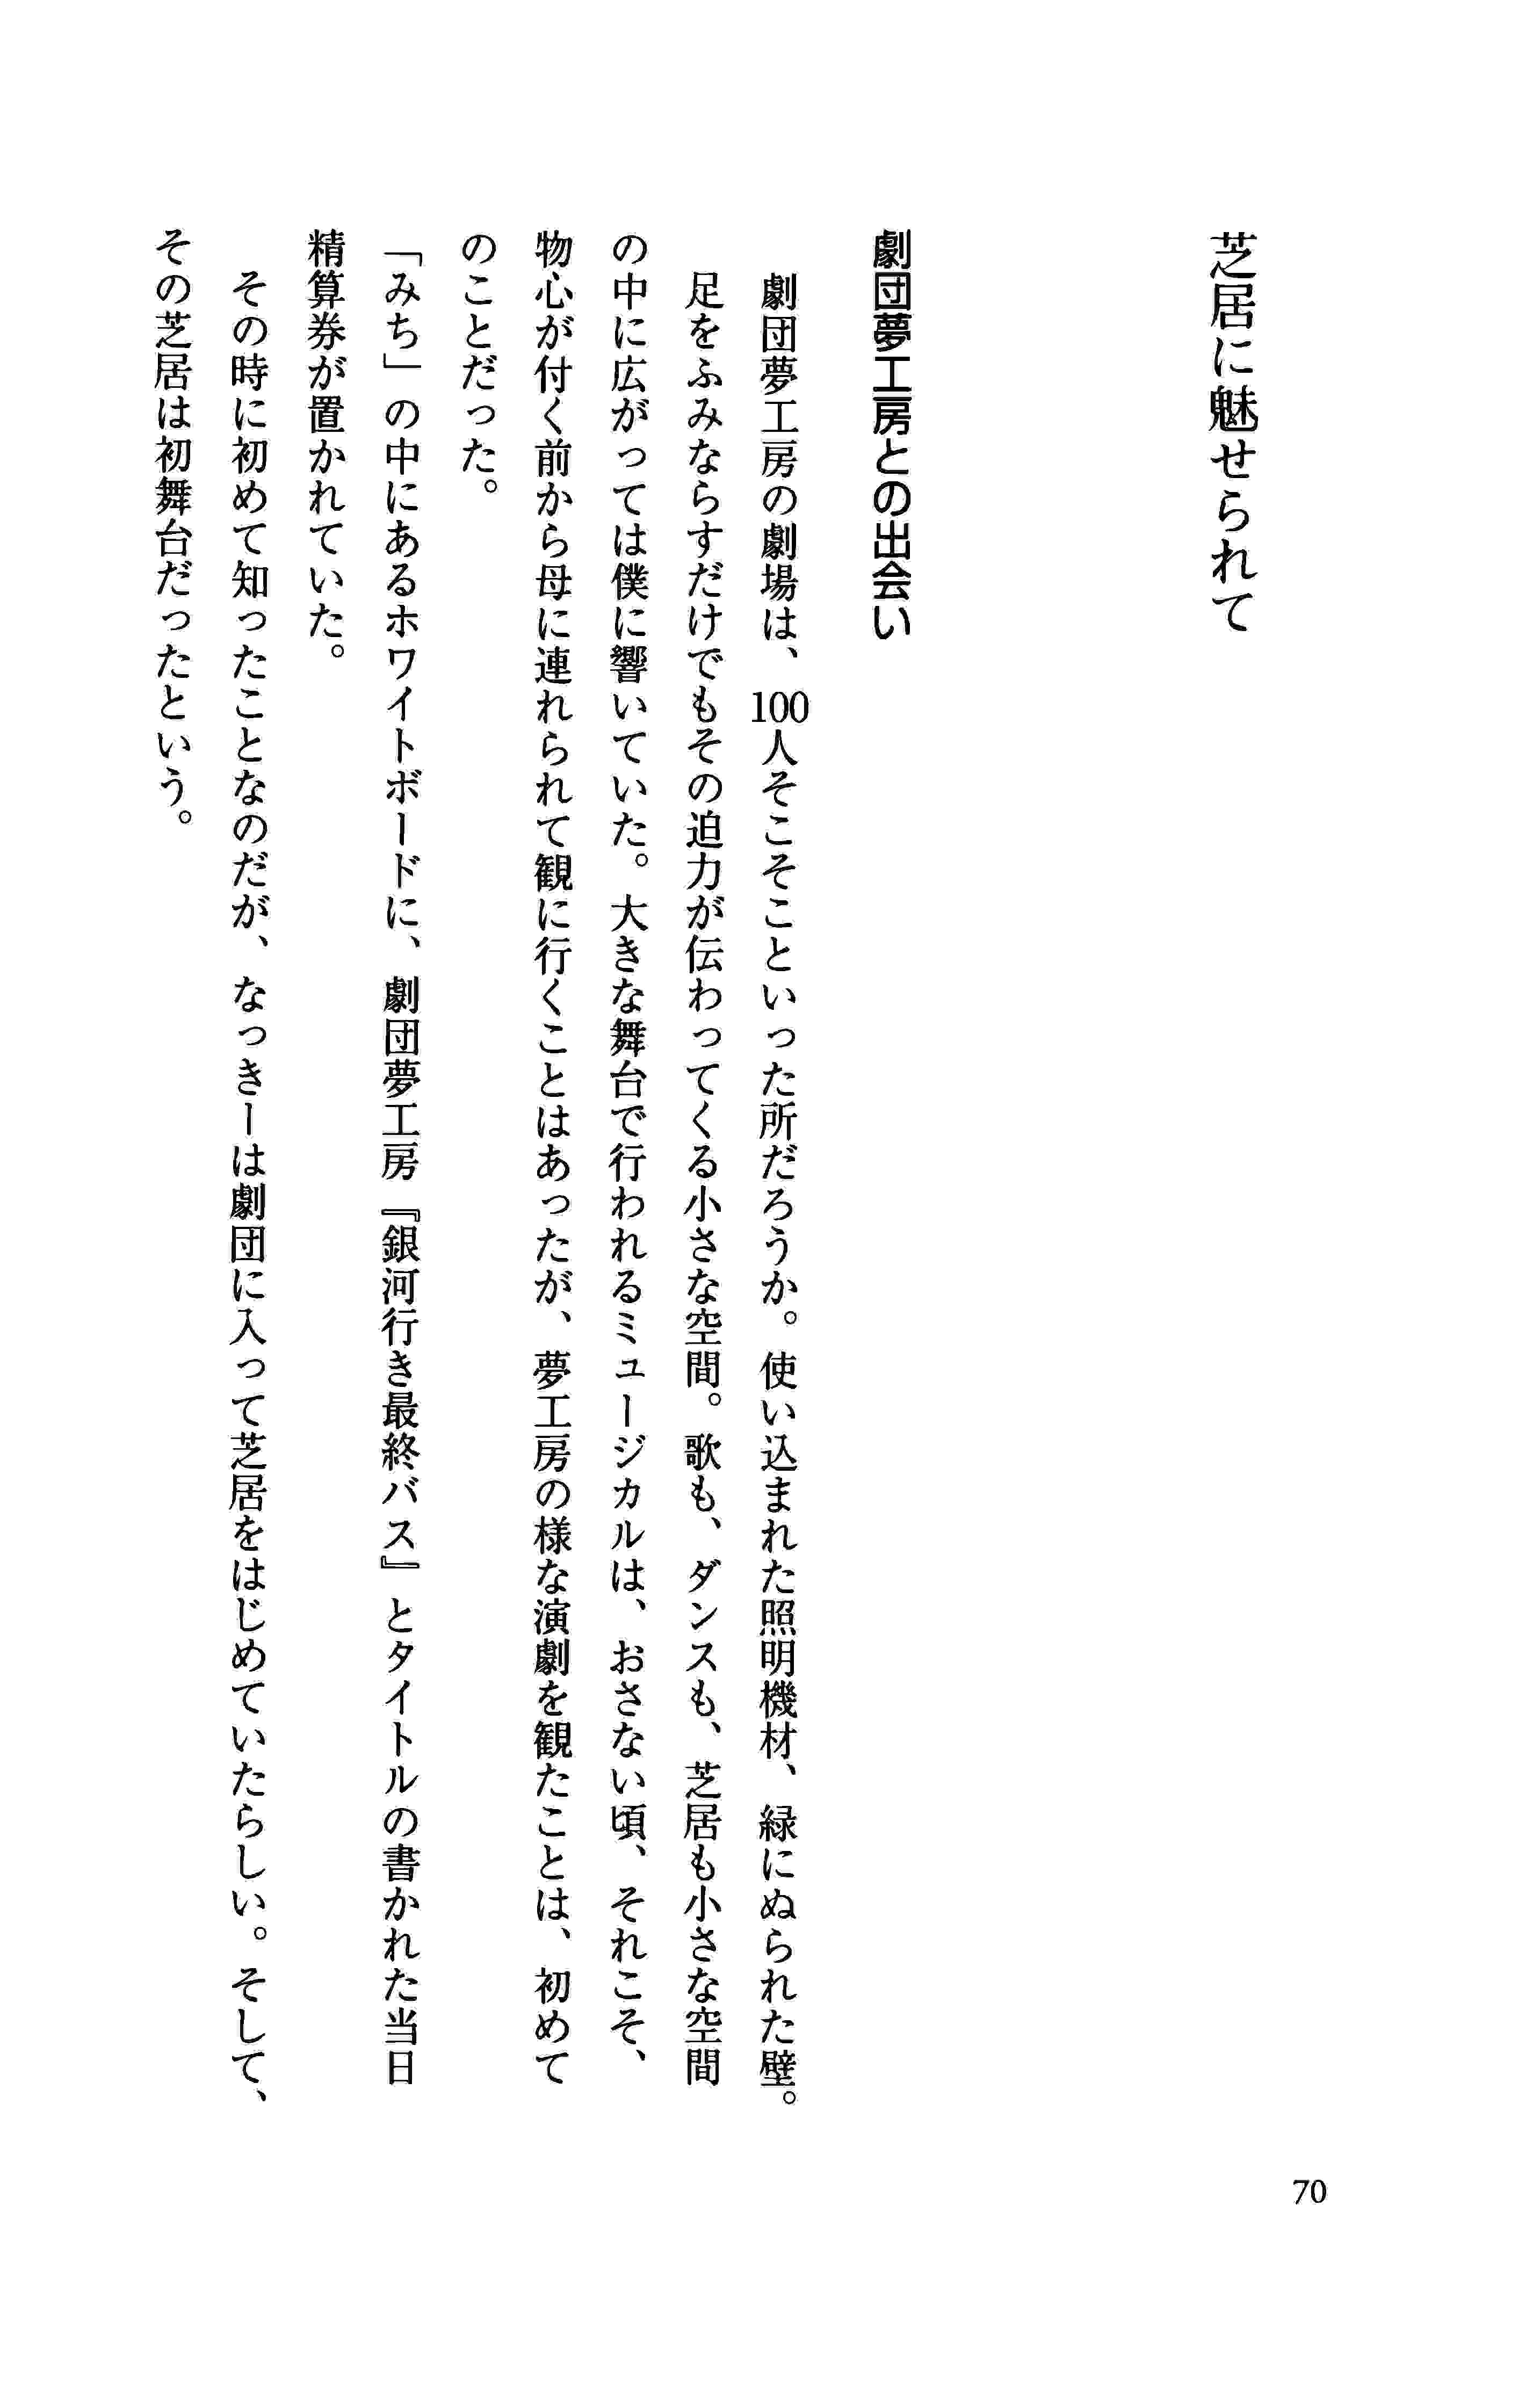 芝居に魅せられて
劇団夢工房との出会い
劇団夢工房の劇場は、100人そこそこといった所だろうか。使い込まれた照明機材、緑にぬられた壁。
足をふみならすだけでもその迫力が伝わってくる小さな空間。歌も、ダンスも、芝居も小さな空間
の中に広がっては僕に響いていた。大きな舞台で行われるミュージカルは、おさない頃、それこそ、
物心が付く前から母に連れられて観に行くことはあったが、夢工房の様な演劇を観たことは、初めて
のことだった。
「みち」の中にあるホワイトボードに、劇団夢工房『銀河行き最終バス』とタイトルの書かれた当日
精算券が置かれていた。
その時に初めて知ったことなのだが、なっきーは劇団に入って芝居をはじめていたらしい。そして、
その芝居は初舞台だったという。
70